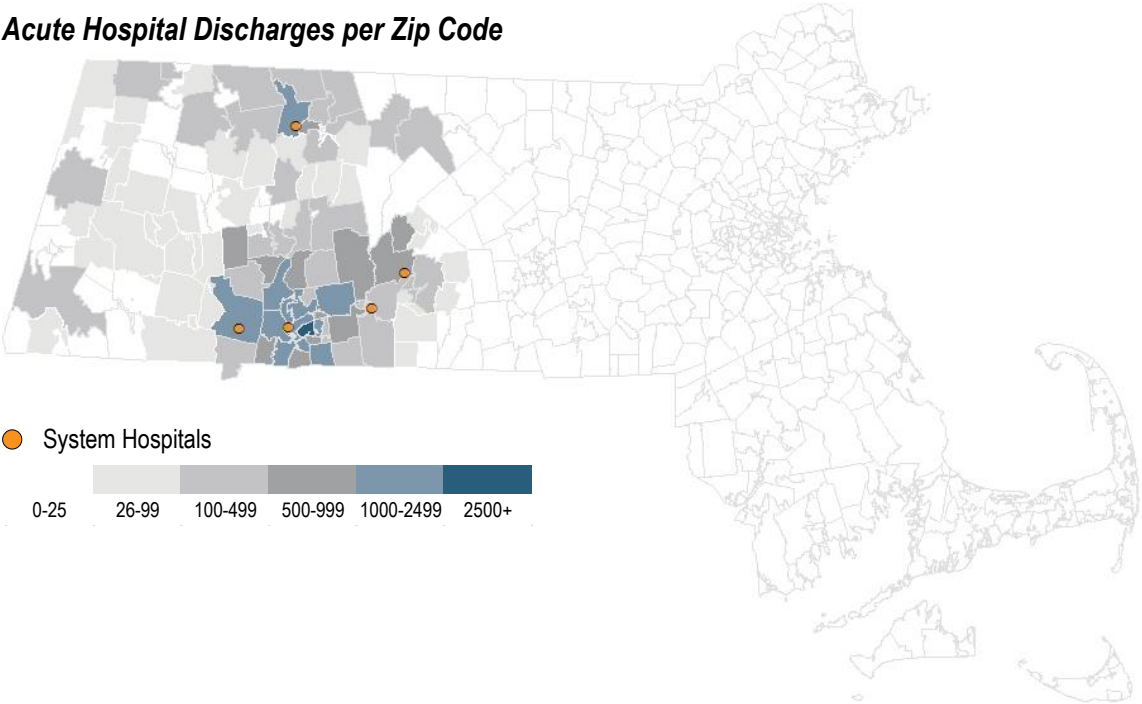 Acute Hospital Discharges per Zip Code
System Hospitals
0-25 26-99 100-499 500-999 1000-2499 2500+